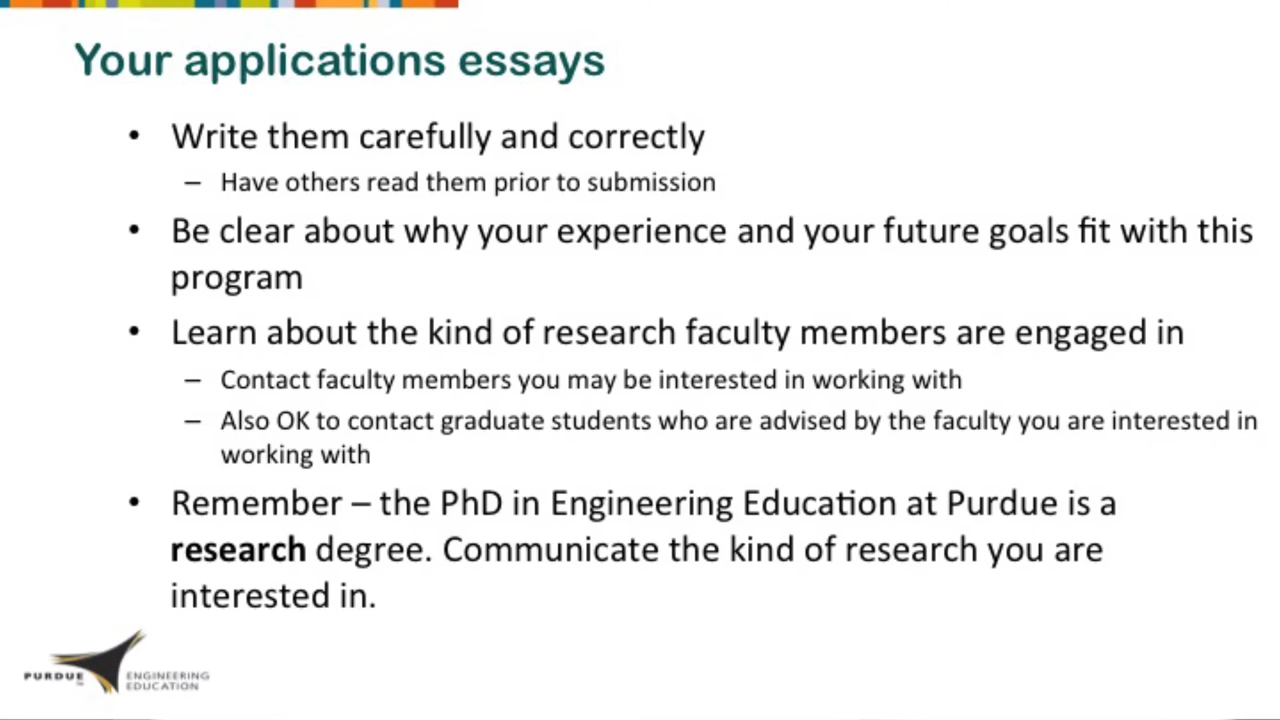 Your applications essays
• Write them carefully and correctly
– Have others read them prior to submission
• Be clear about why your experience and your future goals fit with this
program
• Learn about the kind of research faculty members are engaged in
– Contact faculty members you may be interested in working with
– Also OK to contact graduate students who are advised by the faculty you are interested in
working with
• Remember – the PhD in Engineering Education at Purdue is a
research degree. Communicate the kind of research you are
interested in.
PURDUE ENGINEERING
EDUCATION